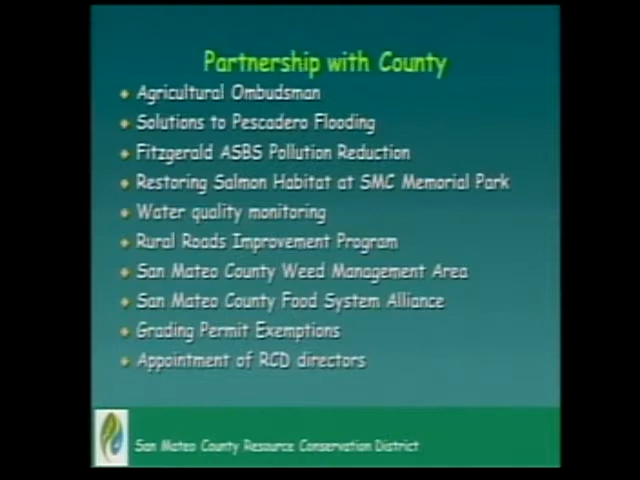 Partnership with County
Agricultural Ombudsman
Solutions to Pescadero Flooding
Fitzgerald ASBS Pollution Reduction
Restoring Salmon Habitat at SMC Memorial Park
Water quality monitoring
Rural Roads Improvement Program
San Mateo County Weed Management Area
San Mateo County Food System Alliance
Grading Permit Exemptions
Appointment of RCD directors
San Mateo County Resource Conservation District